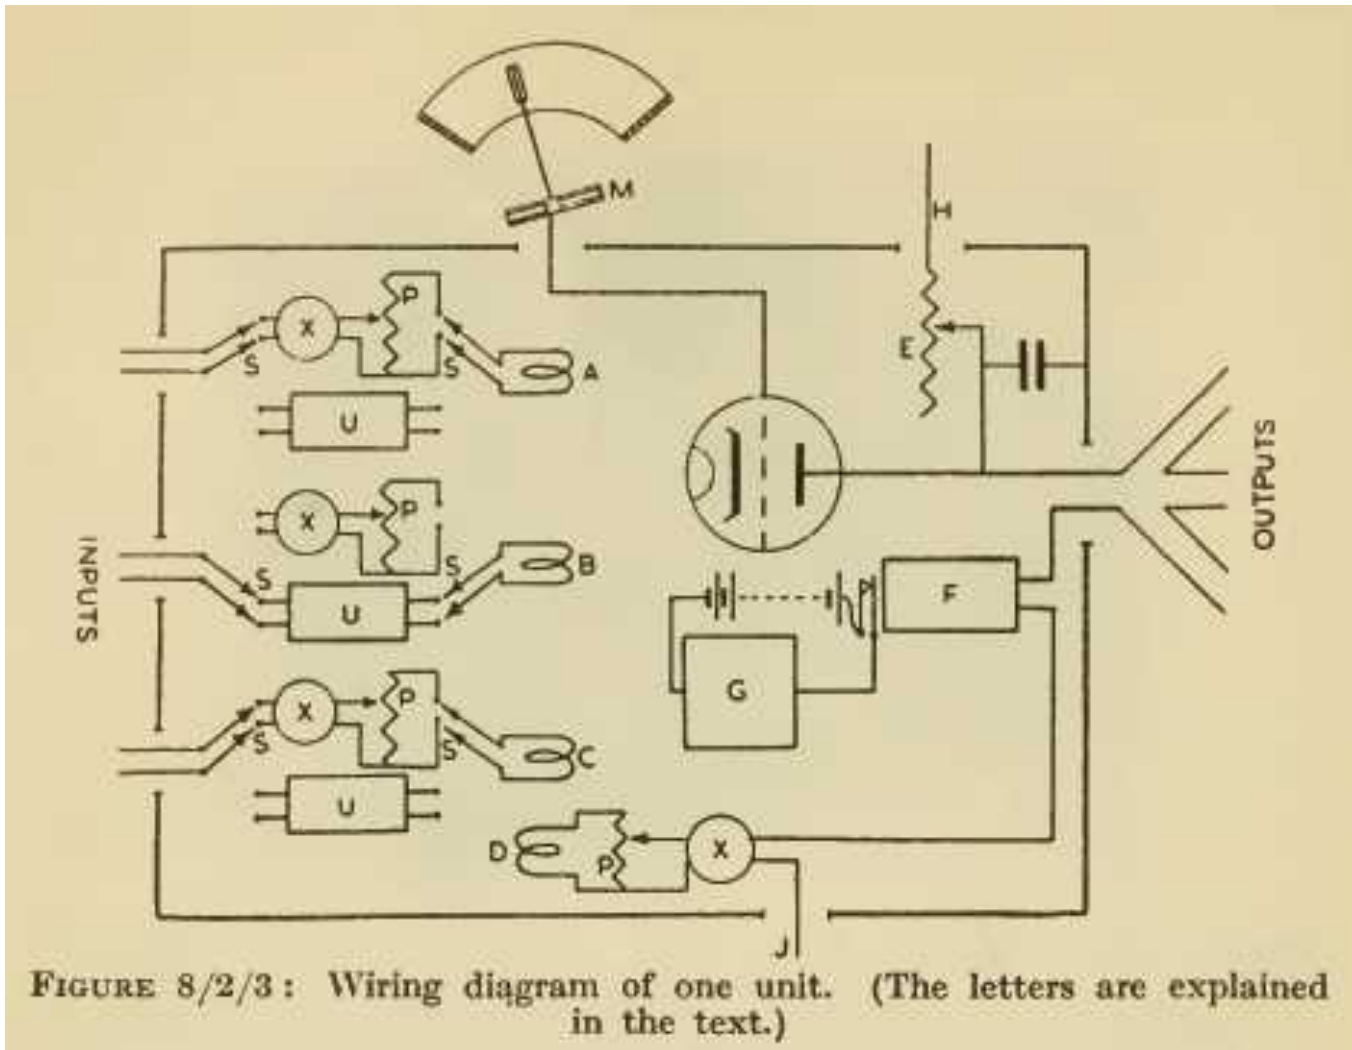 M
H
P
X
S
S
A
E
U
P
X
OUTPUTS
INPUTS
S
S
B
U
F
G
P
X
S
S
C
U
D
P
X
J
FIGURE 8/2/3: Wiring diagram of one unit. (The letters are explained
in the text.)